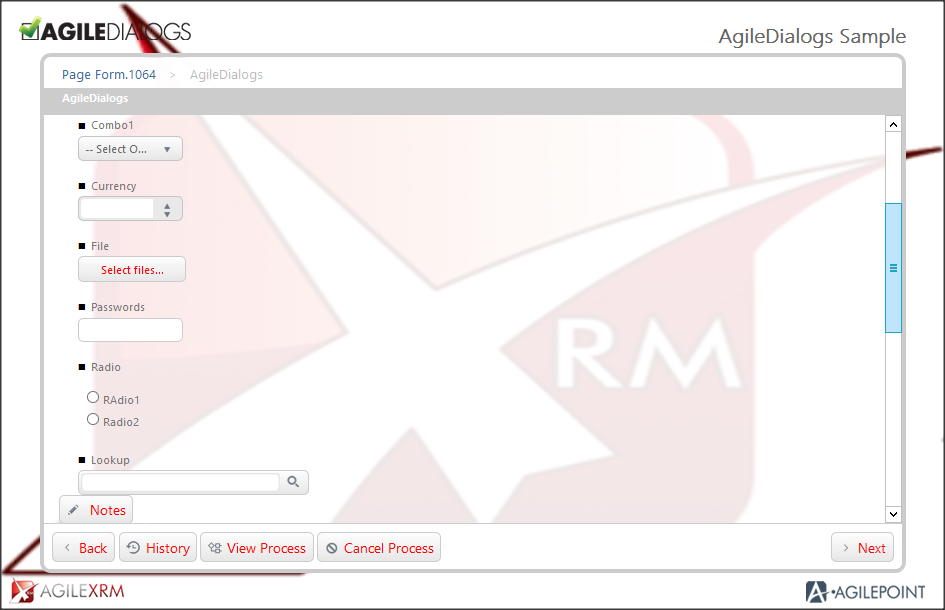 AGILEDIALOGS
AgileDialogs Sample
Page Form.1064 > AgileDialogs
AgileDialogs
Combo1
-- Select O...
Currency
File
Select files...
Passwords
Radio
RAdio1
Radio2
Lookup
XRM
Notes
Back History View Process Cancel Process Next
AGILEXRM
AGILEPOINT